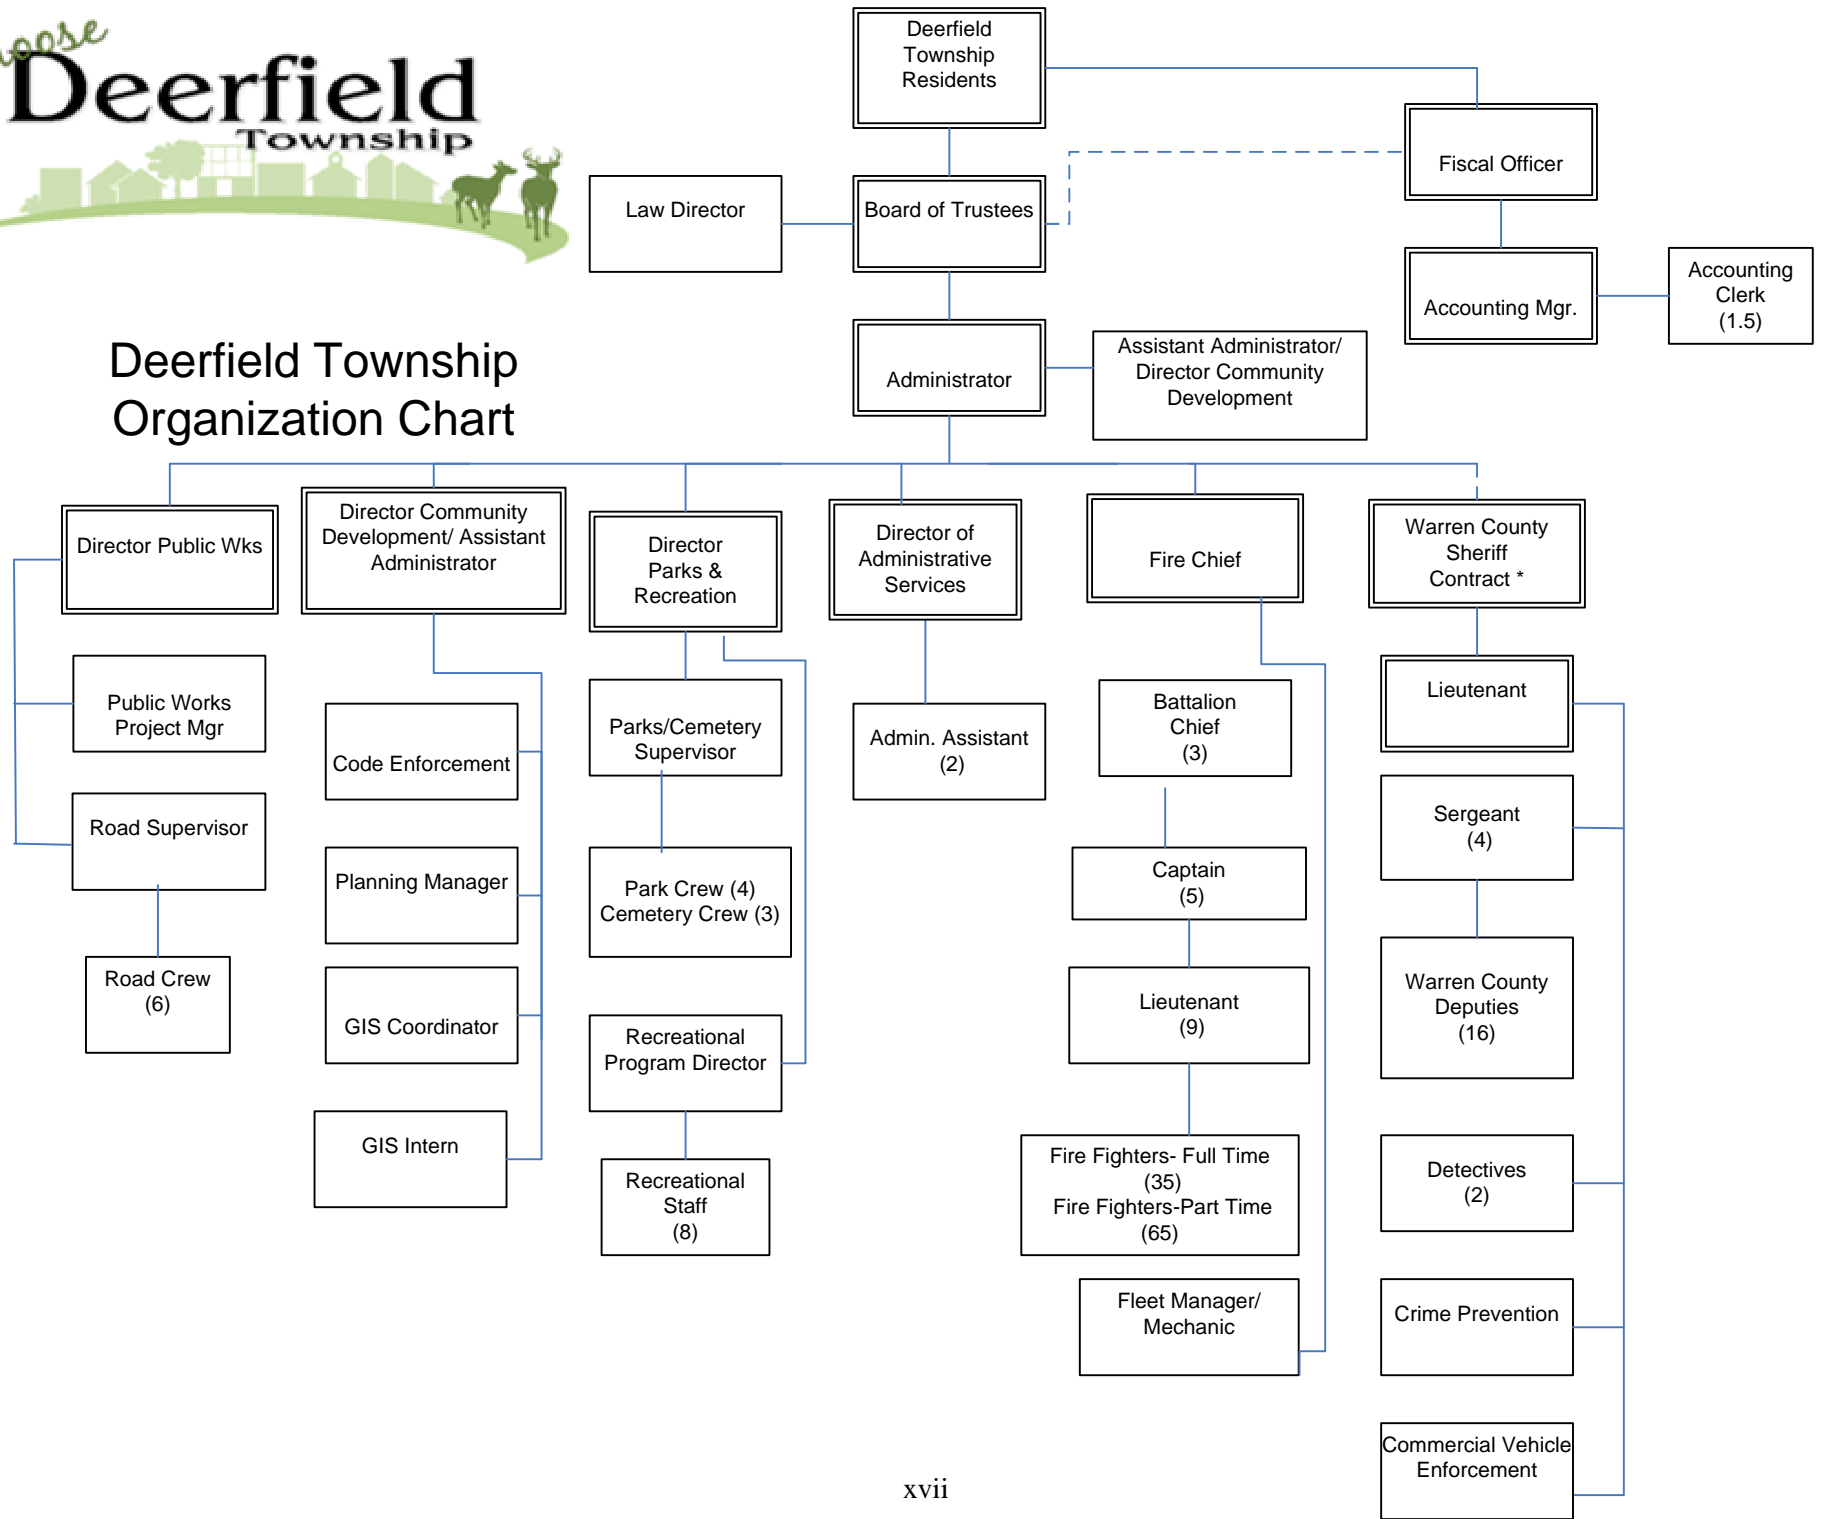 Deerfield
Township
Deerfield
Township
Residents
Fiscal Officer
Law Director
Board of Trustees
Accounting Mgr.
Accounting
Clerk
(1.5)
Administrator
Assistant Administrator/
Director Community
Development
Deerfield Township
Organization Chart
Director Public Wks
Director Community
Development/ Assistant
Administrator
Director
Parks &
Recreation
Director of
Administrative
Services
Fire Chief
Warren County
Sheriff
Contract *
Public Works
Project Mgr
Road Supervisor
Road Crew
(6)
Code Enforcement
Planning Manager
GIS Coordinator
GIS Intern
Parks/Cemetery
Supervisor
Park Crew (4)
Cemetery Crew (3)
Recreational
Program Director
Recreational
Staff
(8)
Admin. Assistant
(2)
Battalion
Chief
(3)
Captain
(5)
Lieutenant
(9)
Fire Fighters- Full Time
(35)
Fire Fighters-Part Time
(65)
Fleet Manager/
Mechanic
Lieutenant
Sergeant
(4)
Warren County
Deputies
(16)
Detectives
(2)
Crime Prevention
Commercial Vehicle
Enforcement
xvii